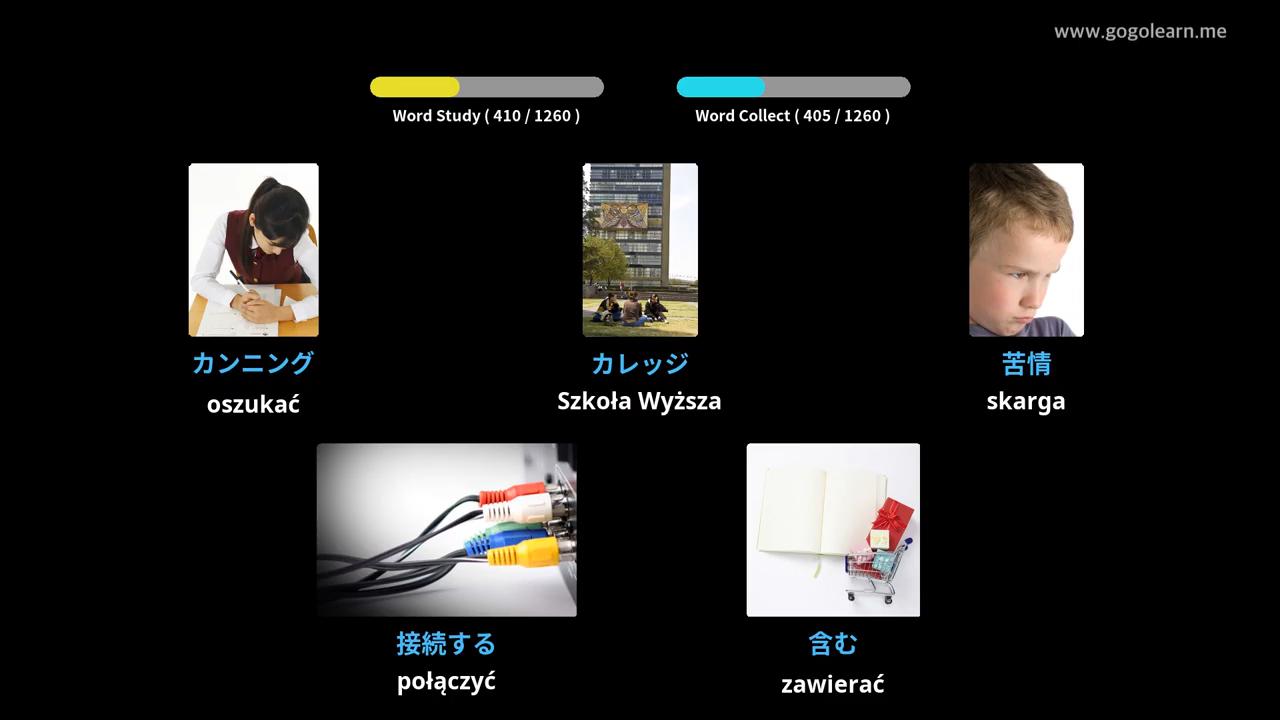 www.gogolearn.me
Word Study ( 410 / 1260 )
Word Collect ( 405 / 1260 )
カンニング
oszukać
カレッジ
Szkoła Wyższa
苦情
skarga
接続する
połączyć
含む
zawierać